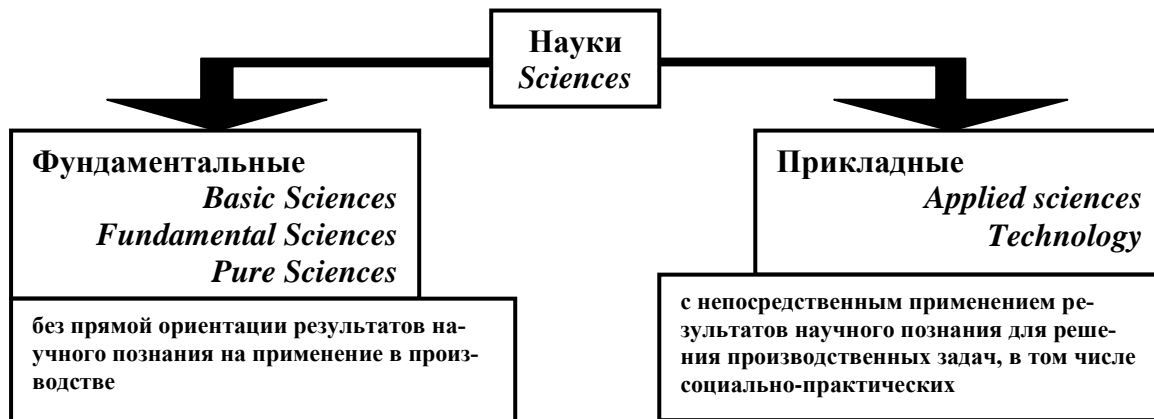 Науки
Sciences
Фундаментальные
Basic Sciences
Fundamental Sciences
Pure Sciences
без прямой ориентации результатов на-
учного познания на применение в произ-
водстве
Прикладные
Applied sciences
Technology
с непосредственным применением ре-
зультатов научного познания для реше-
ния производственных задач, в том числе
социально-практических